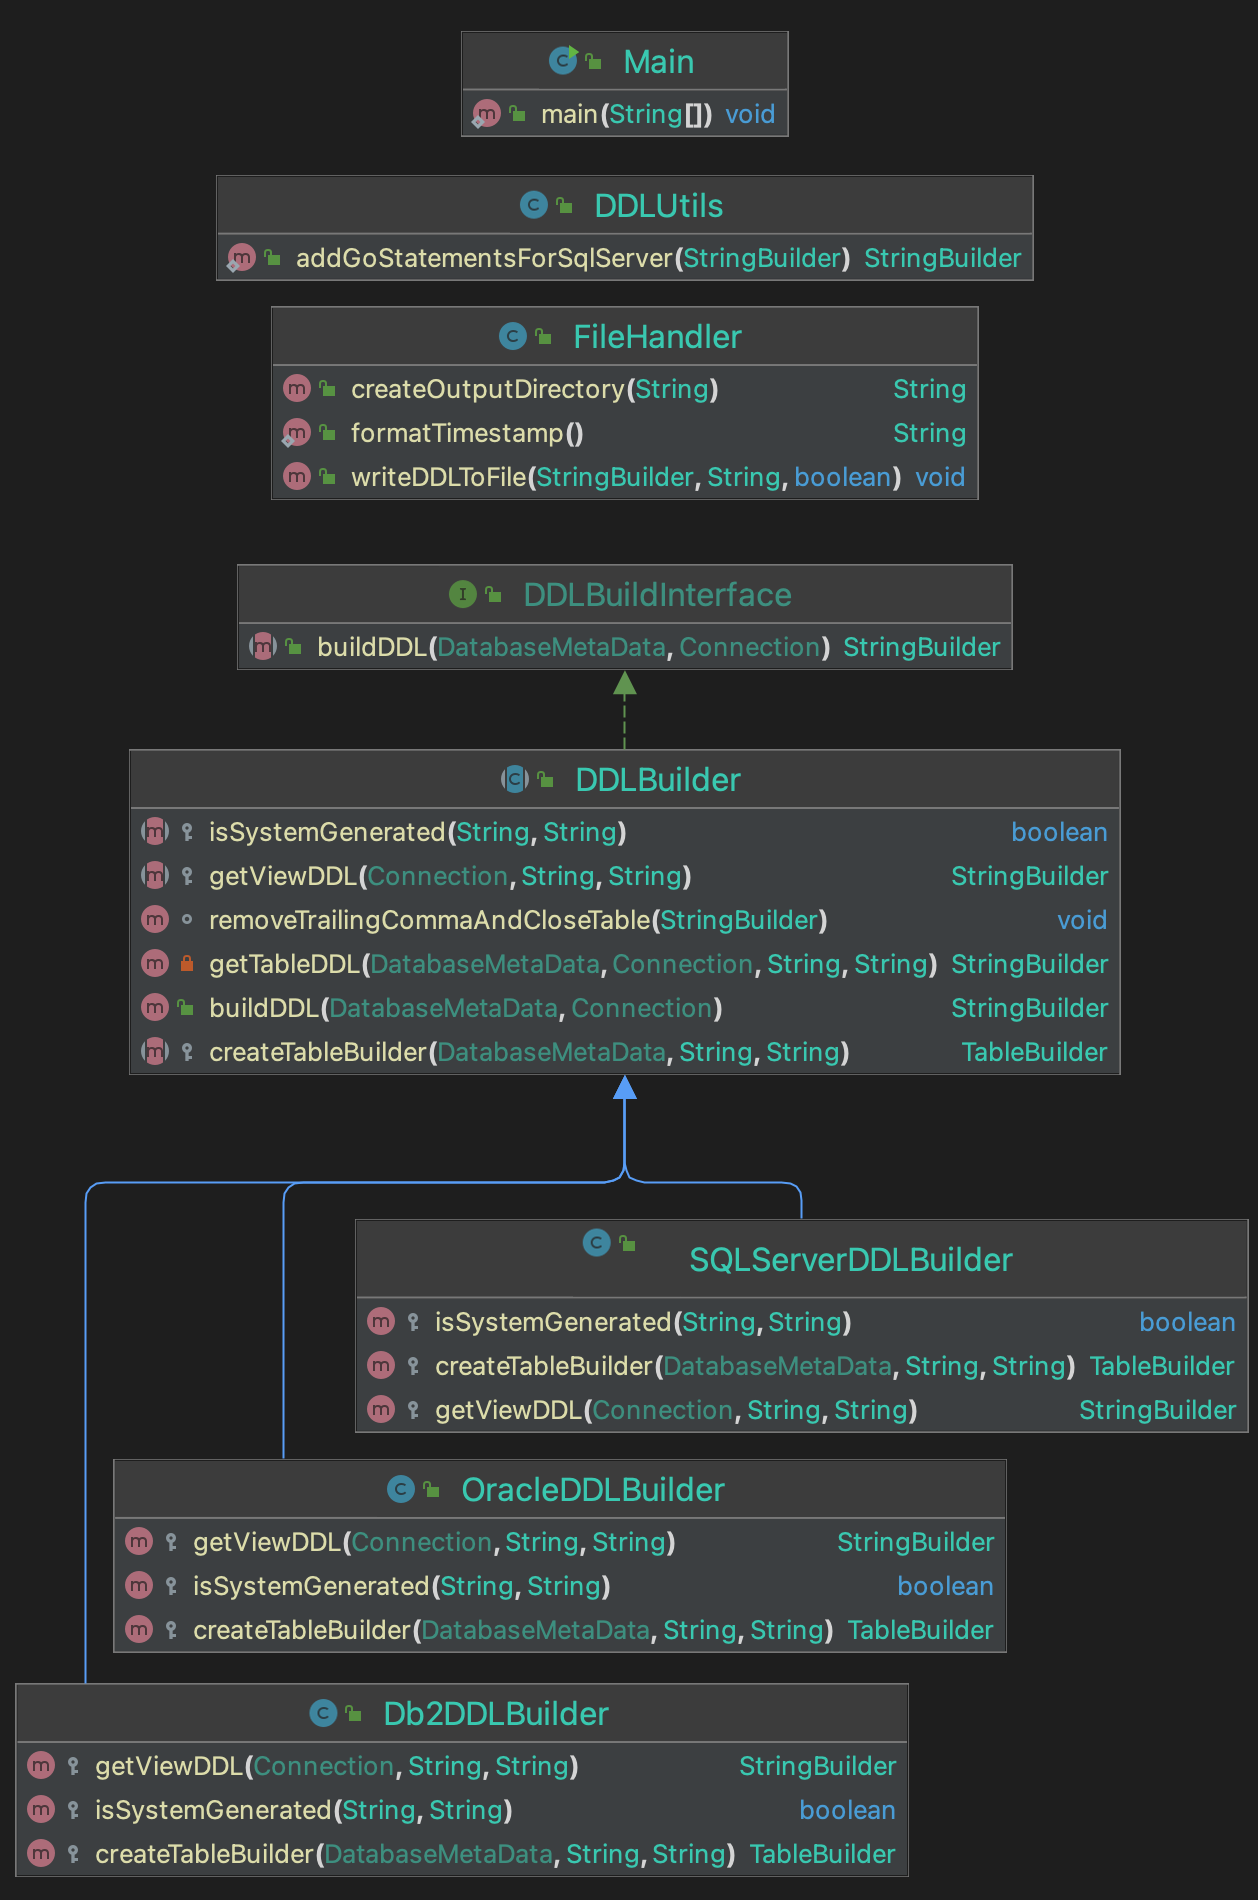 Main
main(String[]) void
DDLUtils
addGoStatementsForSqlServer(StringBuilder) StringBuilder
FileHandler
createOutputDirectory(String) String
formatTimestamp() String
writeDDLToFile(StringBuilder, String, boolean) void
DDLBuildInterface
buildDDL(DatabaseMetaData, Connection) StringBuilder
DDLBuilder
isSystemGenerated(String, String) boolean
getViewDDL(Connection, String, String) StringBuilder
removeTrailingCommaAndCloseTable(StringBuilder) void
getTableDDL(DatabaseMetaData, Connection, String, String) StringBuilder
buildDDL(DatabaseMetaData, Connection) StringBuilder
createTableBuilder(DatabaseMetaData, String, String) TableBuilder
SQLServerDDLBuilder
isSystemGenerated(String, String) boolean
createTableBuilder(DatabaseMetaData, String, String) TableBuilder
getViewDDL(Connection, String, String) StringBuilder
OracleDDLBuilder
getViewDDL(Connection, String, String) StringBuilder
isSystemGenerated(String, String) boolean
createTableBuilder(DatabaseMetaData, String, String) TableBuilder
Db2DDLBuilder
getViewDDL(Connection, String, String) StringBuilder
isSystemGenerated(String, String) boolean
createTableBuilder(DatabaseMetaData, String, String) TableBuilder